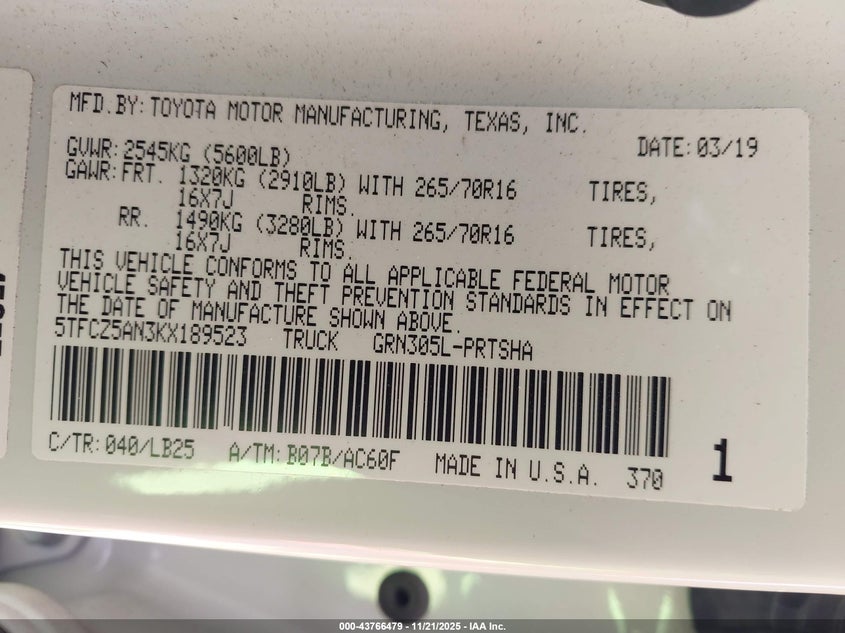 MFD.BY:TOYOTA MOTOR MANUFACTURING, TEXAS, INC.
DATE:03/19
GVWR:2545KG (5600LB)
GAWR:FRT. 1320KG (2910LB) WITH 265/70R16 TIRES,
16X7J RIMS.
RR. 1490KG (3280LB) WITH 265/70R16 TIRES,
16X7J RIMS.
THIS VEHICLE CONFORMS TO ALL APPLICABLE FEDERAL MOTOR
VEHICLE SAFETY AND THEFT PREVENTION STANDARDS IN EFFECT ON
THE DATE OF MANUFACTURE SHOWN ABOVE.
5TFCZ5AN3KX189523 TRUCK GRN305L-PRTSHA
C/TR:040/LB25 A/TM:B07B/AC60F MADE IN U.S.A. 370
1
000-43766479 - 11/21/2025 - IAA Inc.